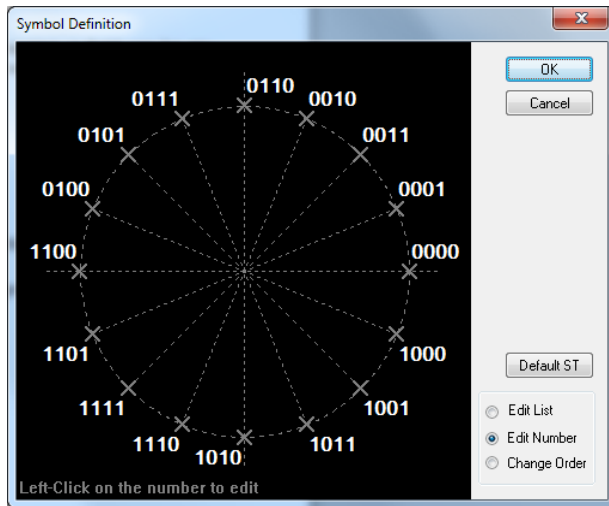 Symbol Definition
x
OK
Cancel
0110
0111
0010
0101
0011
0100
0001
1100
0000
1101
1000
1111
1001
1110
1010
1011
Default ST
Edit List
Edit Number
Change Order
Left-Click on the number to edit